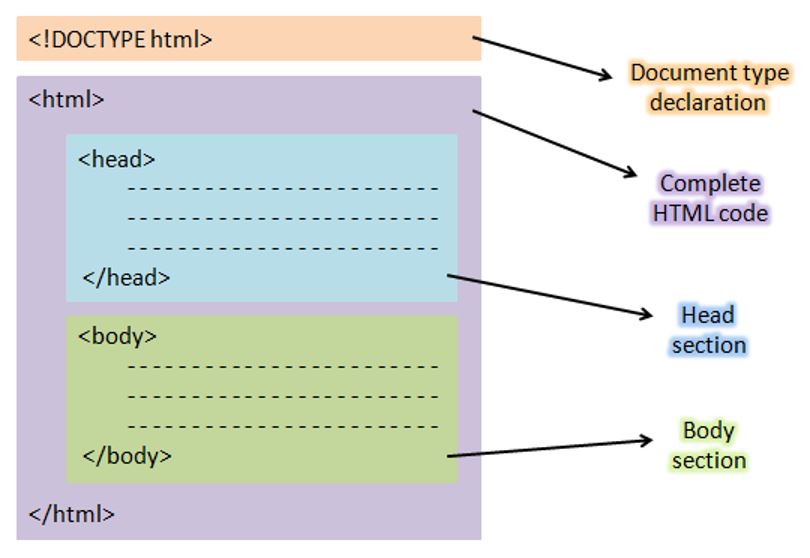 <!DOCTYPE html>
Document type
declaration
<html>
Complete
HTML code
<head>
------------------------
------------------------
------------------------
</head>
Head
section
<body>
------------------------
------------------------
------------------------
</body>
Body
section
</html>